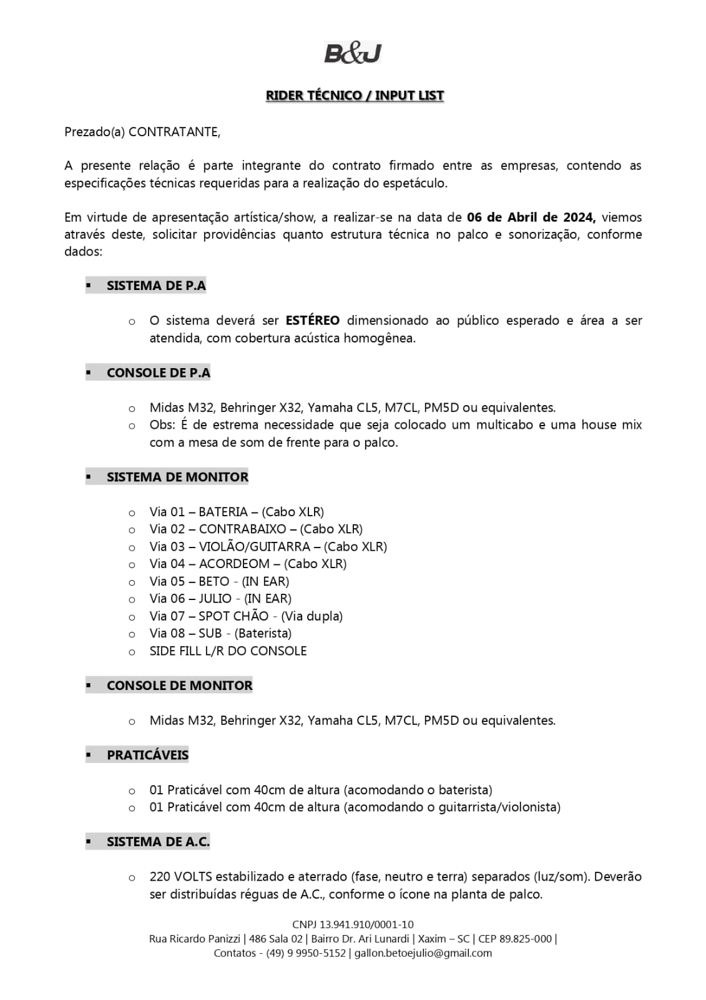 B&J
RIDER TÉCNICO / INPUT LIST
Prezado(a) CONTRATANTE,
A presente relação é parte integrante do contrato firmado entre as empresas, contendo as
especificações técnicas requeridas para a realização do espetáculo.
Em virtude de apresentação artística/show, a realizar-se na data de 06 de Abril de 2024, viemos
através deste, solicitar providências quanto estrutura técnica no palco e sonorização, conforme
dados:
▪ SISTEMA DE P.A
o O sistema deverá ser ESTÉREO dimensionado ao público esperado e área a ser
atendida, com cobertura acústica homogênea.
▪ CONSOLE DE P.A
o Midas M32, Behringer X32, Yamaha CL5, M7CL, PM5D ou equivalentes.
o Obs: É de estrema necessidade que seja colocado um multicabo e uma house mix
com a mesa de som de frente para o palco.
▪ SISTEMA DE MONITOR
o Via 01 – BATERIA – (Cabo XLR)
o Via 02 – CONTRABAIXO – (Cabo XLR)
o Via 03 – VIOLÃO/GUITARRA – (Cabo XLR)
o Via 04 – ACORDEOM – (Cabo XLR)
o Via 05 – BETO - (IN EAR)
o Via 06 – JULIO - (IN EAR)
o Via 07 – SPOT CHÃO - (Via dupla)
o Via 08 – SUB - (Baterista)
o SIDE FILL L/R DO CONSOLE
▪ CONSOLE DE MONITOR
o Midas M32, Behringer X32, Yamaha CL5, M7CL, PM5D ou equivalentes.
▪ PRATICÁVEIS
o 01 Praticável com 40cm de altura (acomodando o baterista)
o 01 Praticável com 40cm de altura (acomodando o guitarrista/violonista)
▪ SISTEMA DE A.C.
o 220 VOLTS estabilizado e aterrado (fase, neutro e terra) separados (luz/som). Deverão
ser distribuídas réguas de A.C., conforme o ícone na planta de palco.
CNPJ 13.941.910/0001-10
Rua Ricardo Panizzi | 486 Sala 02 | Bairro Dr. Ari Lunardi | Xaxim – SC | CEP 89.825-000 |
Contatos - (49) 9 9950-5152 | gallon.betoejulio@gmail.com